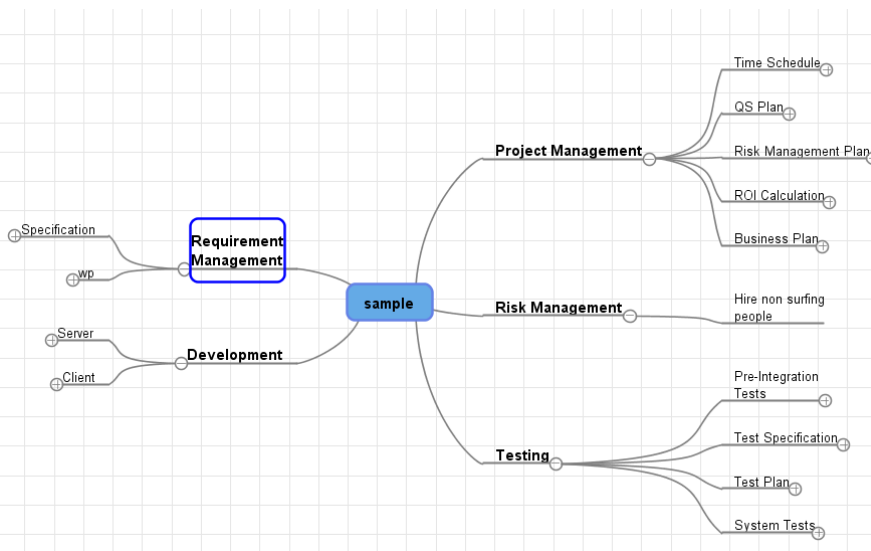 Time Schedule
QS Plan
Project Management
Risk Management Plan
ROI Calculation
Business Plan
Specification
Requirement
Management
wp
sample
Risk Management
Hire non surfing
people
Server
Development
Client
Pre-Integration
Tests
Testing
Test Specification
Test Plan
System Tests